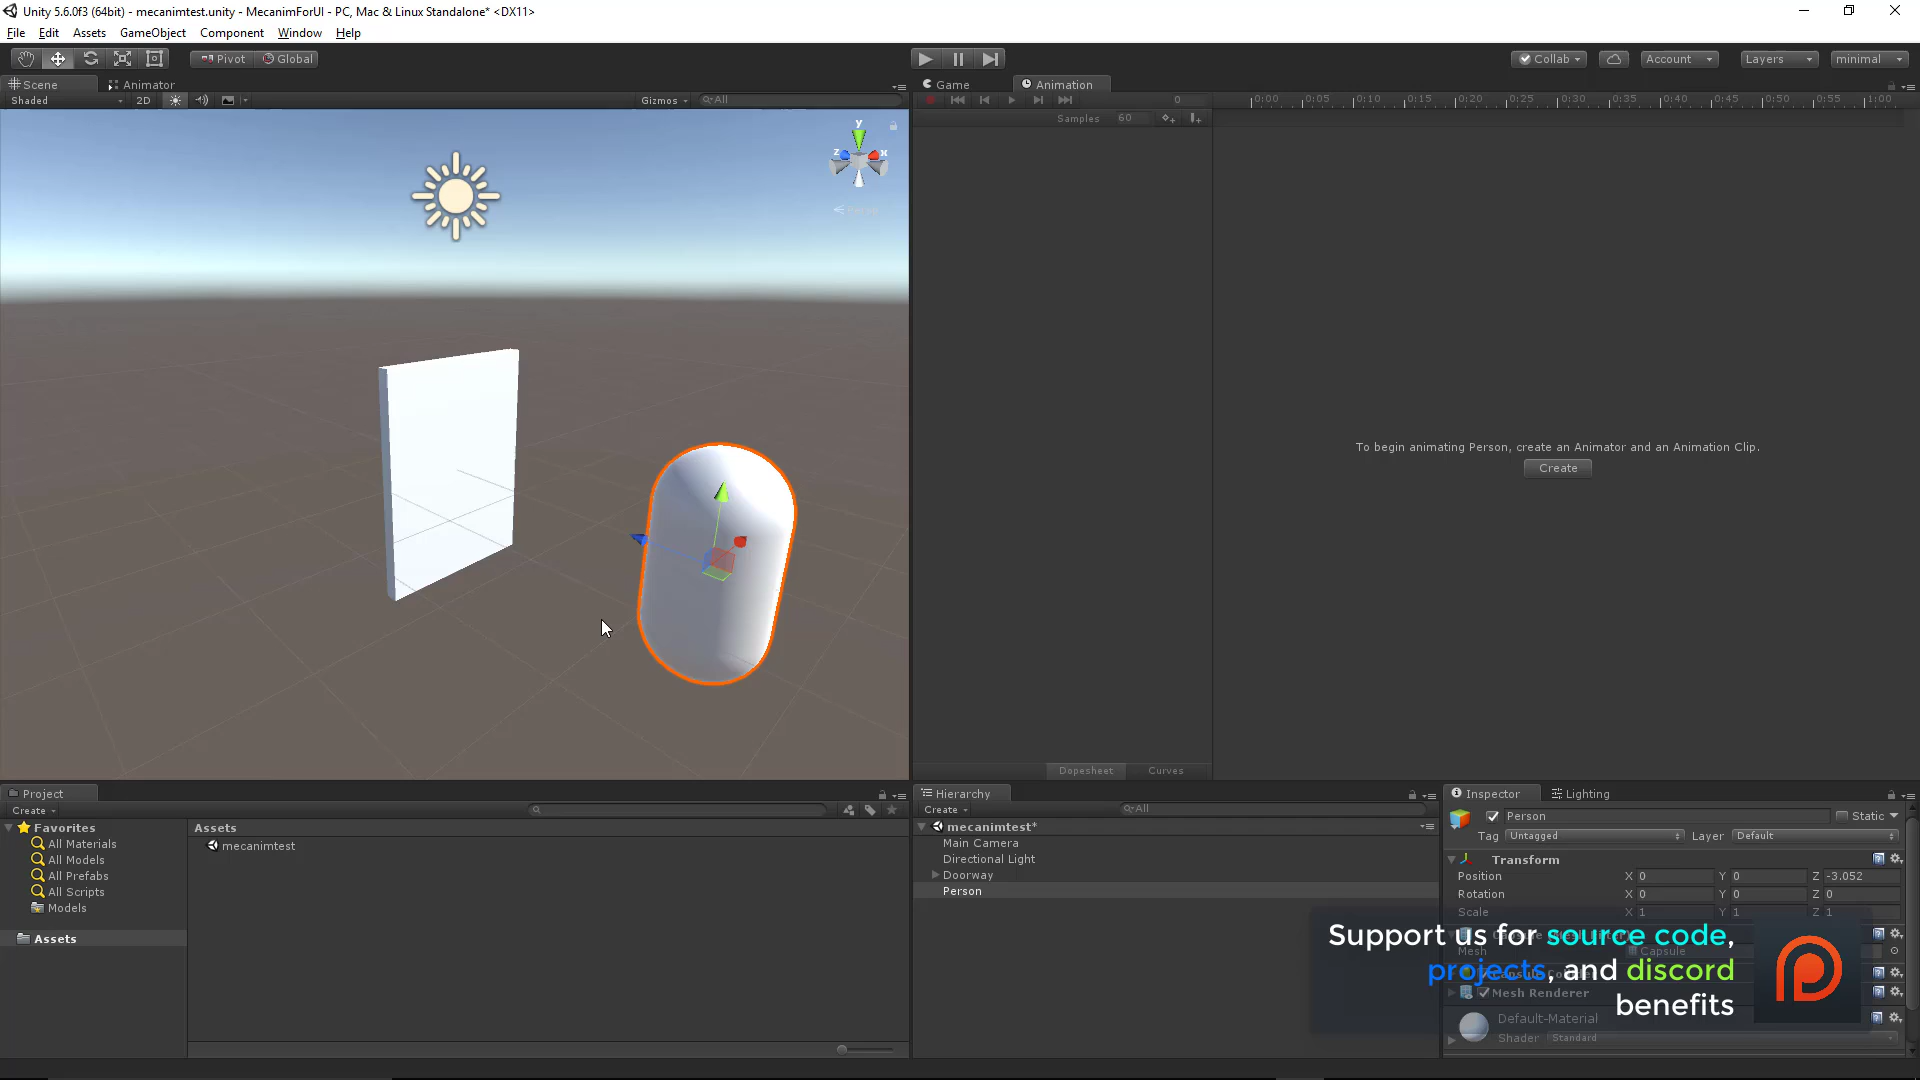 Unity 5.6.0f3 (64bit) - mecanimtest.unity - MecanimForUI - PC, Mac & Linux Standalone* <DX11>
File Edit Assets GameObject Component Window Help
Pivot Global Collab Account Layers minimal
Scene Animator
Shaded 2D Gizmos All
y
z x
Persp
Game Animation
0 0:00 0:05 0:10 0:15 0:20 0:25 0:30 0:35 0:40 0:45 0:50 0:55 1:00
Samples 60
To begin animating Person, create an Animator and an Animation Clip.
Create
Dopesheet Curves
Project
Create
Favorites
All Materials
All Models
All Prefabs
All Scripts
Models
Assets
Assets
mecanimtest
Hierarchy
Create All
mecanimtest*
Main Camera
Directional Light
Doorway
Person
Inspector Lighting
Person Static
Tag Untagged Layer Default
Transform
Position X 0 Y 0 Z -3.052
Rotation X 0 Y 0 Z 0
Scale X 1 Y 1 Z 1
Mesh Capsule
Mesh Renderer
Default-Material
Shader Standard
Support us for source code,
projects, and discord
benefits